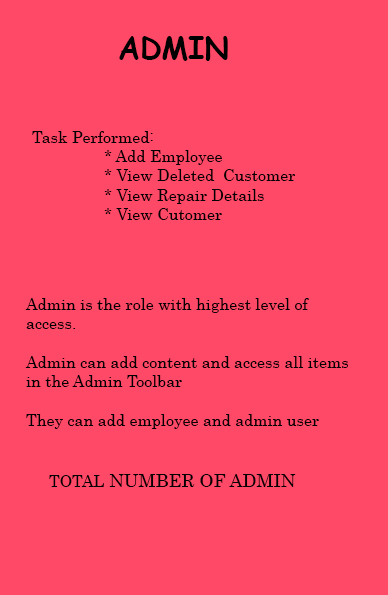 ADMIN
Task Performed:
* Add Employee
* View Deleted  Customer
* View Repair Details
* View Cutomer
Admin is the role with highest level of
access.
Admin can add content and access all items
in the Admin Toolbar
They can add employee and admin user
TOTAL NUMBER OF ADMIN